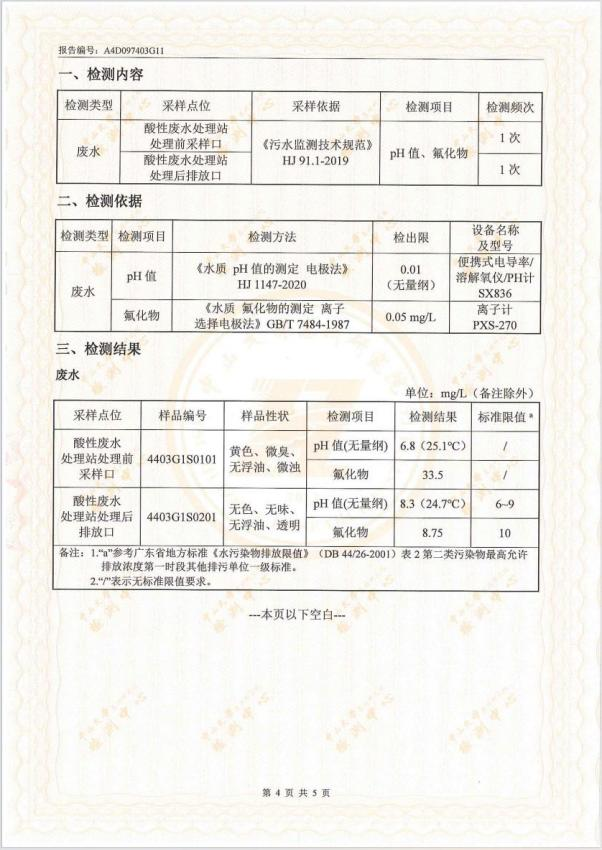 报告编号: A4D097403G11
一、检测内容
检测类型 采样点位 采样依据 检测项目 检测频次
废水
酸性废水处理站
处理前采样口
酸性废水处理站
处理后排放口
《污水监测技术规范》
HJ 91.1-2019
pH 值、氟化物
1 次
1 次
二、检测依据
检测类型 检测项目 检测方法 检出限 设备名称
及型号
废水
pH 值
《水质 pH 值的测定 电极法》
HJ 1147-2020
0.01
(无量纲)
便携式电导率/
溶解氧仪/PH计
SX836
氟化物
《水质 氟化物的测定 离子
选择电极法》GB/T 7484-1987
0.05 mg/L
离子计
PXS-270
三、检测结果
废水
单位: mg/L (备注除外)
采样点位 样品编号 样品性状 检测项目 检测结果 标准限值 a
酸性废水
处理站处理前
采样口
4403G1S0101
黄色、微臭、
无浮油、微浊
pH 值(无量纲) 6.8 (25.1℃) /
氟化物 33.5 /
酸性废水
处理站处理后
排放口
4403G1S0201
无色、无味、
无浮油、透明
pH 值(无量纲) 8.3 (24.7℃) 6~9
氟化物 8.75 10
备注: 1.“a”参考广东省地方标准《水污染物排放限值》 (DB 44/26-2001) 表 2 第二类污染物最高允许
排放浓度第一时段其他排污单位一级标准。
2.“/”表示无标准限值要求。
---本页以下空白---
第 4 页 共 5 页